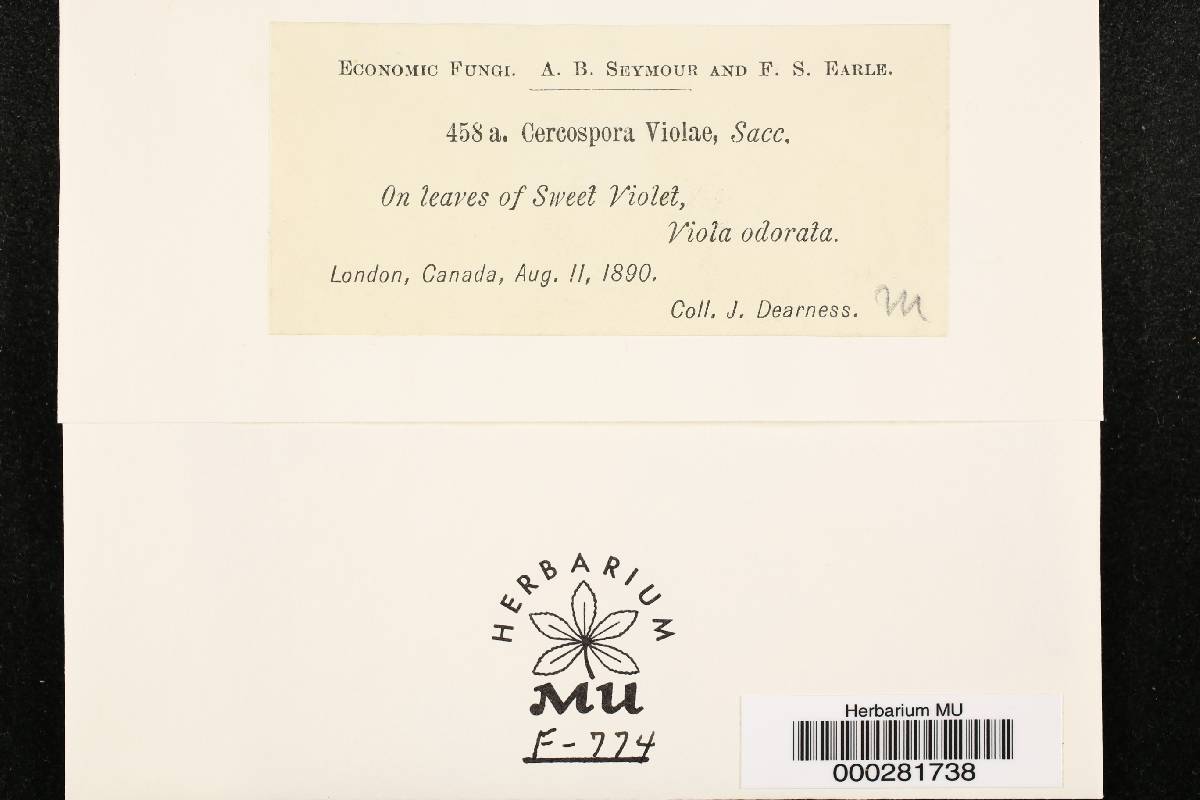 Economic Fungi. A. B. Seymour and F. S. Earle.
458 a. Cercospora Violae, Sacc.
On leaves of Sweet Violet,
Viola odorata.
London, Canada, Aug. 11, 1890.
Coll. J. Dearness. m
HERBARIUM
MU
F-774
Herbarium MU
000281738